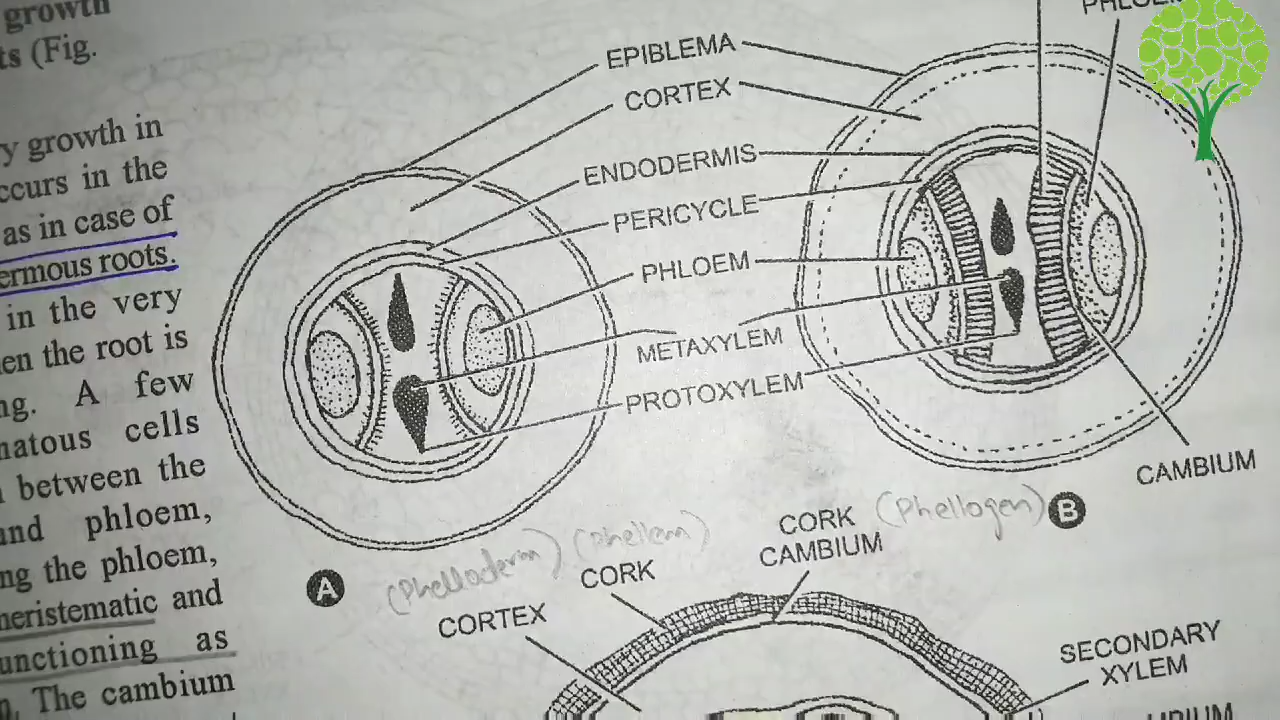 growth
ts (Fig.
y growth in
ccurs in the
as in case of
ermous roots.
in the very
en the root is
ng. A few
natous cells
between the
and phloem,
ng the phloem,
neristematic and
unctioning as
The cambium
EPIBLEMA
CORTEX
ENDODERMIS
PERICYCLE
PHLOEM
METAXYLEM
PROTOXYLEM
CAMBIUM
A
B
(Phelloderm)
(Phellem)
(Phellogen)
CORK
CAMBIUM
CORK
CORTEX
SECONDARY
XYLEM